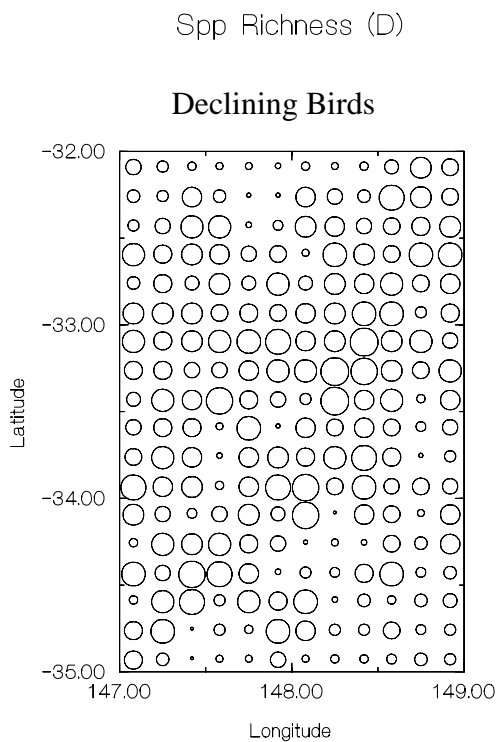 Spp Richness (D)
Declining Birds
-32.00
-33.00
Latitude
-34.00
-35.00
147.00 148.00 149.00
Longitude